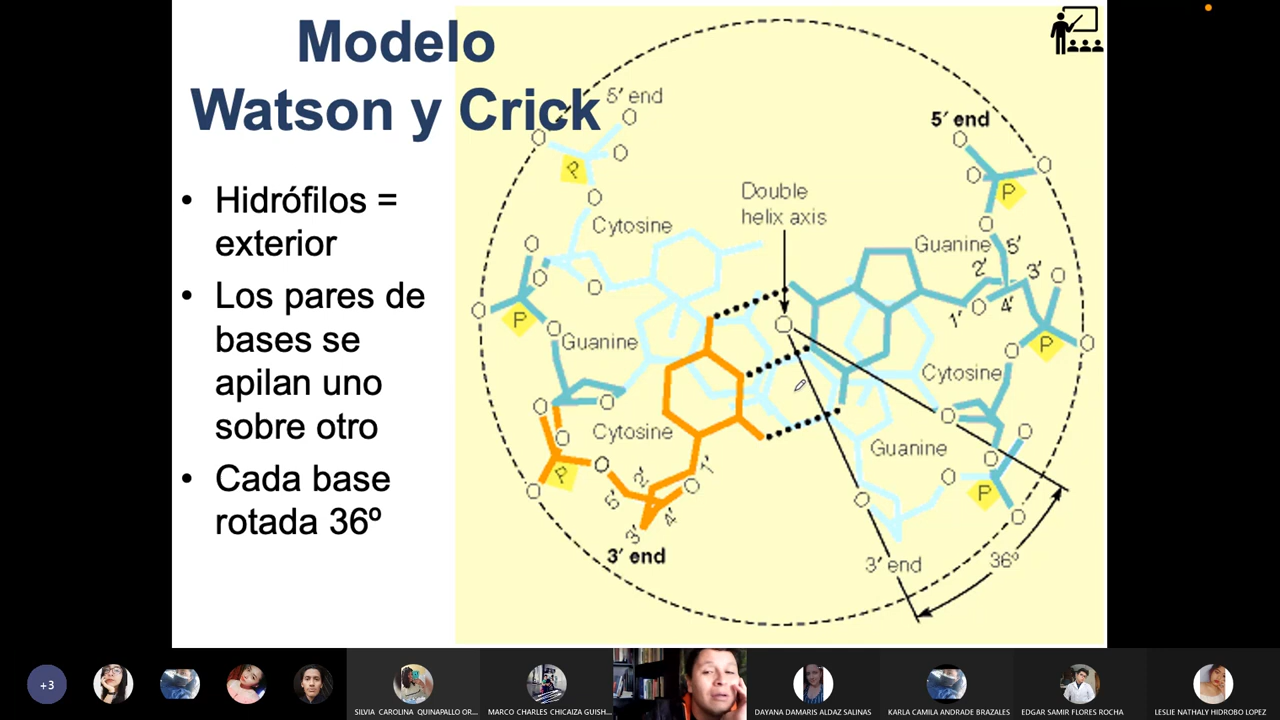 Modelo
Watson y Crick
• Hidrófilos =
exterior
• Los pares de
bases se
apilan uno
sobre otro
• Cada base
rotada 36º
5′ end
O
O
O
P
O
Cytosine
O
O
O
O
P
O
Guanine
O
O
O
Cytosine
O
P
O
5′
2′
1′
O
3′
4′
3′ end
Double
helix axis
O
5′ end
O
O
O
P
O
Guanine
5′
2′
3′
O
1′
O
4′
P
O
O
Cytosine
O
O
Guanine
O
O
P
O
O
3′ end
36º
+3
SILVIA CAROLINA QUINAPALLO OR...
MARCO CHARLES CHICAIZA GUISH...
DAYANA DAMARIS ALDAZ SALINAS
KARLA CAMILA ANDRADE BRAZALES
EDGAR SAMIR FLORES ROCHA
LESLIE NATHALY HIDROBO LOPEZ